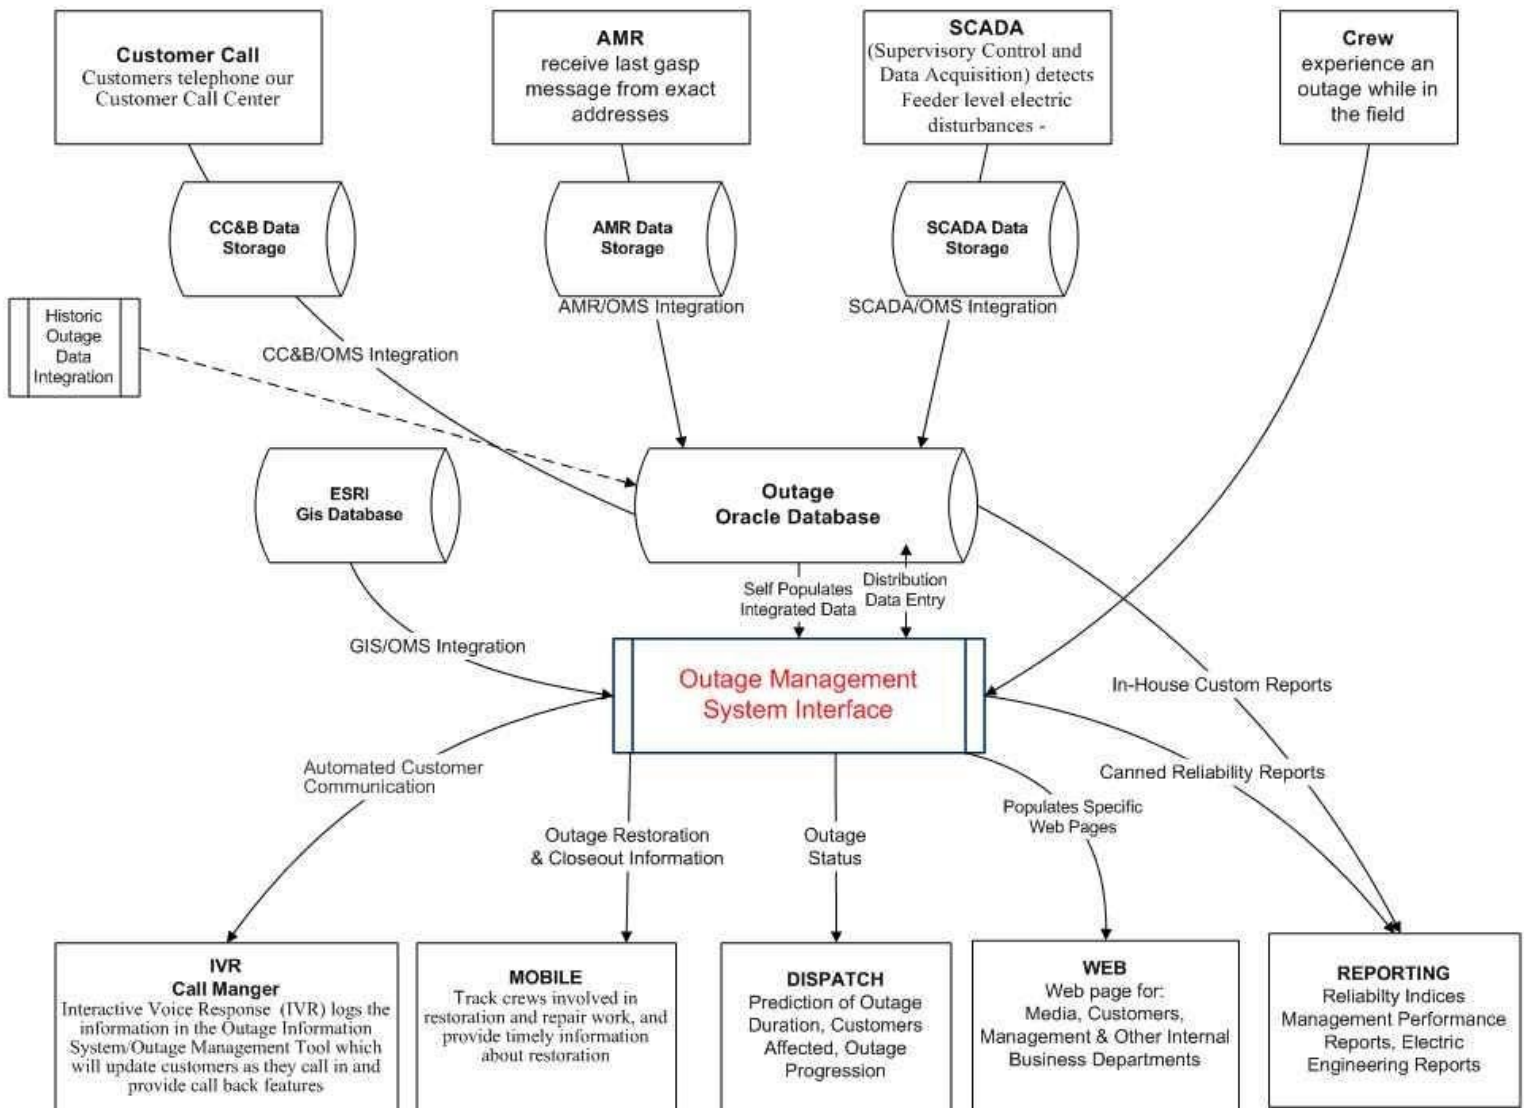 Customer Call
Customers telephone our
Customer Call Center
AMR
receive last gasp
message from exact
addresses
SCADA
(Supervisory Control and
Data Acquisition) detects
Feeder level electric
disturbances -
Crew
experience an
outage while in
the field
CC&B Data
Storage
AMR Data
Storage
SCADA Data
Storage
AMR/OMS Integration
SCADA/OMS Integration
Historic
Outage
Data
Integration
CC&B/OMS Integration
ESRI
Gis Database
Outage
Oracle Database
Self Populates
Integrated Data
Distribution
Data Entry
GIS/OMS Integration
Outage Management
System Interface
In-House Custom Reports
Automated Customer
Communication
Canned Reliability Reports
Outage Restoration
& Closeout Information
Outage
Status
Populates Specific
Web Pages
IVR
Call Manger
Interactive Voice Response (IVR) logs the
information in the Outage Information
System/Outage Management Tool which
will update customers as they call in and
provide call back features
MOBILE
Track crews involved in
restoration and repair work, and
provide timely information
about restoration
DISPATCH
Prediction of Outage
Duration, Customers
Affected, Outage
Progression
WEB
Web page for:
Media, Customers,
Management & Other Internal
Business Departments
REPORTING
Reliabilty Indices
Management Performance
Reports, Electric
Engineering Reports